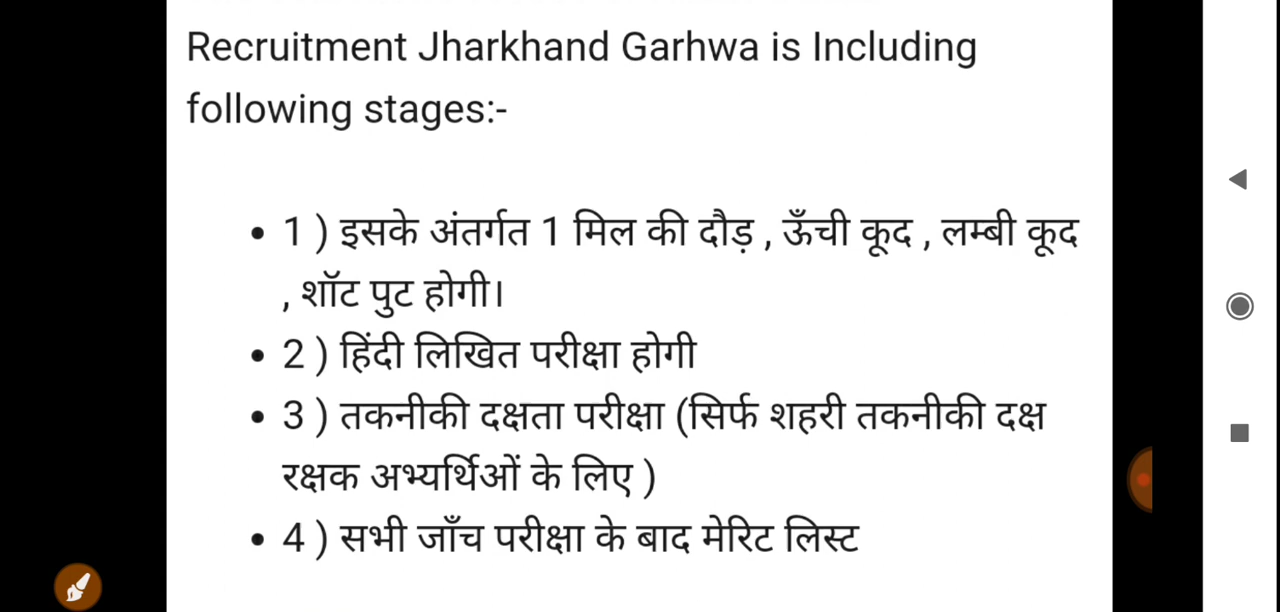 Recruitment Jharkhand Garhwa is Including
following stages:-
• 1 ) इसके अंतर्गत 1 मिल की दौड़ , ऊँची कूद , लम्बी कूद
, शॉट पुट होगी।
• 2 ) हिंदी लिखित परीक्षा होगी
• 3 ) तकनीकी दक्षता परीक्षा (सिर्फ शहरी तकनीकी दक्ष
रक्षक अभ्यर्थिओं के लिए )
• 4 ) सभी जाँच परीक्षा के बाद मेरिट लिस्ट